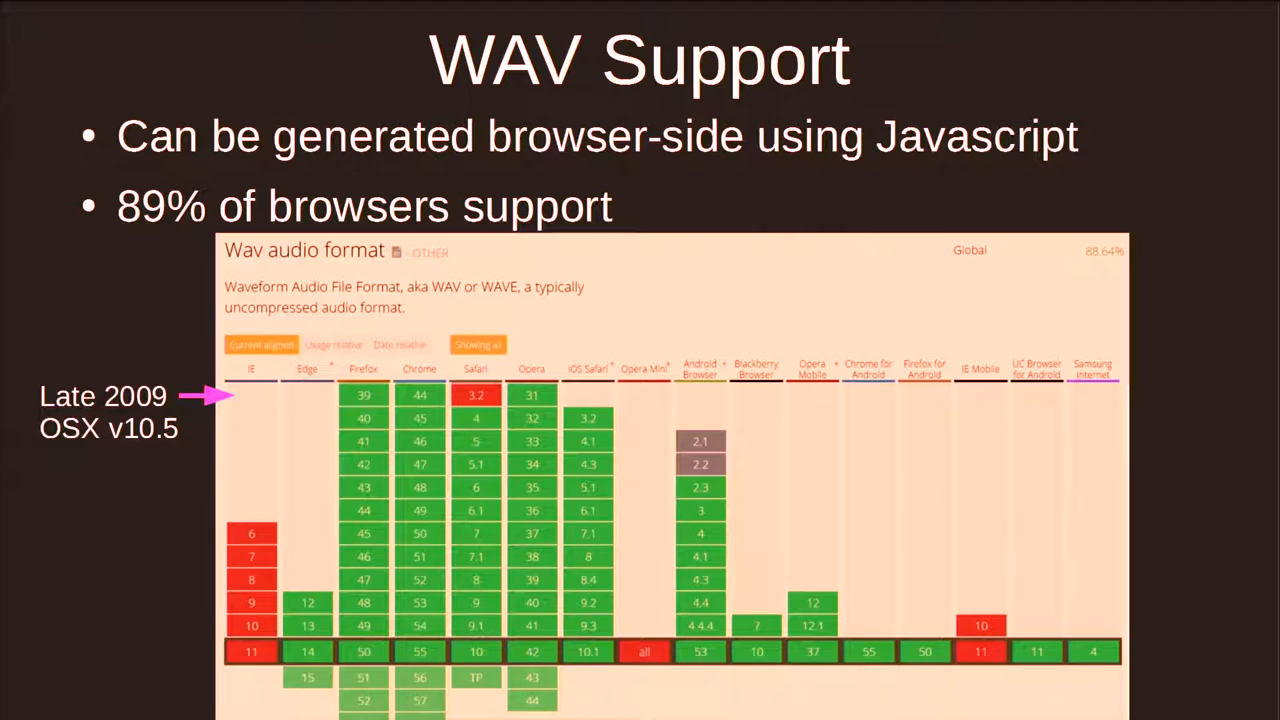 WAV Support
• Can be generated browser-side using Javascript
• 89% of browsers support
Wav audio format - OTHER Global 88.64%
Waveform Audio File Format, aka WAV or WAVE, a typically
uncompressed audio format.
Current aligned Usage relative Date relative Showing all
IE Edge * Firefox Chrome Safari Opera iOS Safari * Opera Mini * Android * Browser Blackberry Browser Opera * Mobile Chrome for Android Firefox for Android IE Mobile UC Browser for Android Samsung Internet
Late 2009
OSX v10.5
39 44 3.2 31
40 45 4 32 3.2
41 46 5 33 4.1 2.1
42 47 5.1 34 4.3 2.2
43 48 6 35 5.1 2.3
44 49 6.1 36 6.1 3
6 45 50 7 37 7.1 4
7 46 51 7.1 38 8 4.1
8 47 52 8 39 8.4 4.3
9 12 48 53 9 40 9.2 4.4 12
10 13 49 54 9.1 41 9.3 4.4.4 7 12.1 10
11 14 50 55 10 42 10.1 all 53 10 37 55 50 11 11 4
15 51 56 TP 43
52 57 44